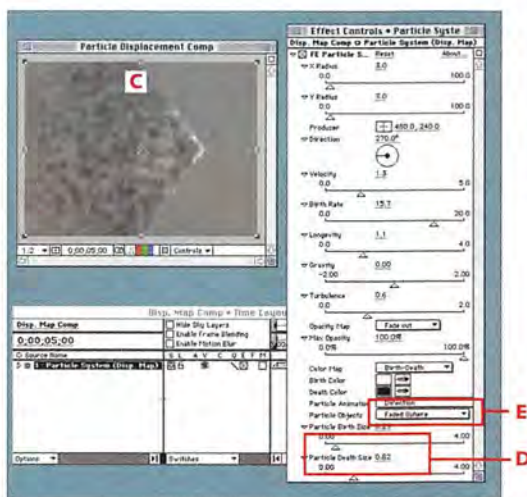 Particle Displacement Comp
C
1:2
0;00;05;00
Controls
Disp. Map Comp • Time Layou
Disp. Map Comp
0;00;05;00
Hide Shy Layers
Enable Frame Blending
Enable Motion Blur
Source Name
1 Particle System (Disp. Map)
Options
Switches
Effect Controls • Particle Syste
Disp. Map Comp
Particle System (Disp. Map)
FE Particle S...
Reset
About...
X Radius
0.0
100.0
Y Radius
0.0
100.0
Producer
240.0
Direction
270.0°
Velocity
0.0
5.0
Birth Rate
15.7
0.0
20.0
Longevity
1.1
0.0
4.0
Gravity
0.00
-2.00
2.00
Turbulence
0.6
0.0
2.0
Opacity Map
Fade out
Max Opacity
100.0%
0.0%
100.0%
Color Map
Birth-Death
Birth Color
Death Color
Particle Animation
Direction
Particle Objects
Faded Sphere
E
Particle Birth Size
0.00
4.00
Particle Death Size 0.82
0.00
4.00
D